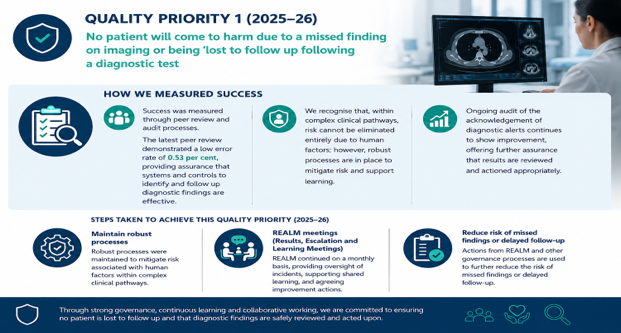 QUALITY PRIORITY 1 (2025–26)
No patient will come to harm due to a missed finding
on imaging or being ‘lost to follow up following
a diagnostic test
HOW WE MEASURED SUCCESS
Success was measured
through peer review and
audit processes.
The latest peer review
demonstrated a low error
rate of 0.53 per cent,
providing assurance that
systems and controls to
identify and follow up
diagnostic findings are
effective.
We recognise that, within
complex clinical pathways,
risk cannot be eliminated
entirely due to human
factors; however, robust
processes are in place to
mitigate risk and support
learning.
Ongoing audit of the
acknowledgement of
diagnostic alerts continues
to show improvement,
offering further assurance
that results are reviewed
and actioned appropriately.
STEPS TAKEN TO ACHIEVE THIS QUALITY PRIORITY (2025–26)
Maintain robust
processes
Robust processes were
maintained to mitigate risk
associated with human
factors within complex
clinical pathways.
REALM meetings
(Results, Escalation and
Learning Meetings)
REALM continued on a monthly
basis, providing oversight of
incidents, supporting shared
learning, and agreeing
improvement actions.
Reduce risk of missed
findings or delayed follow-up
Actions from REALM and other
governance processes are used
to further reduce the risk of
missed findings or delayed
follow-up.
Through strong governance, continuous learning and collaborative working, we are committed to ensuring
no patient is lost to follow up and that diagnostic findings are safely reviewed and acted upon.